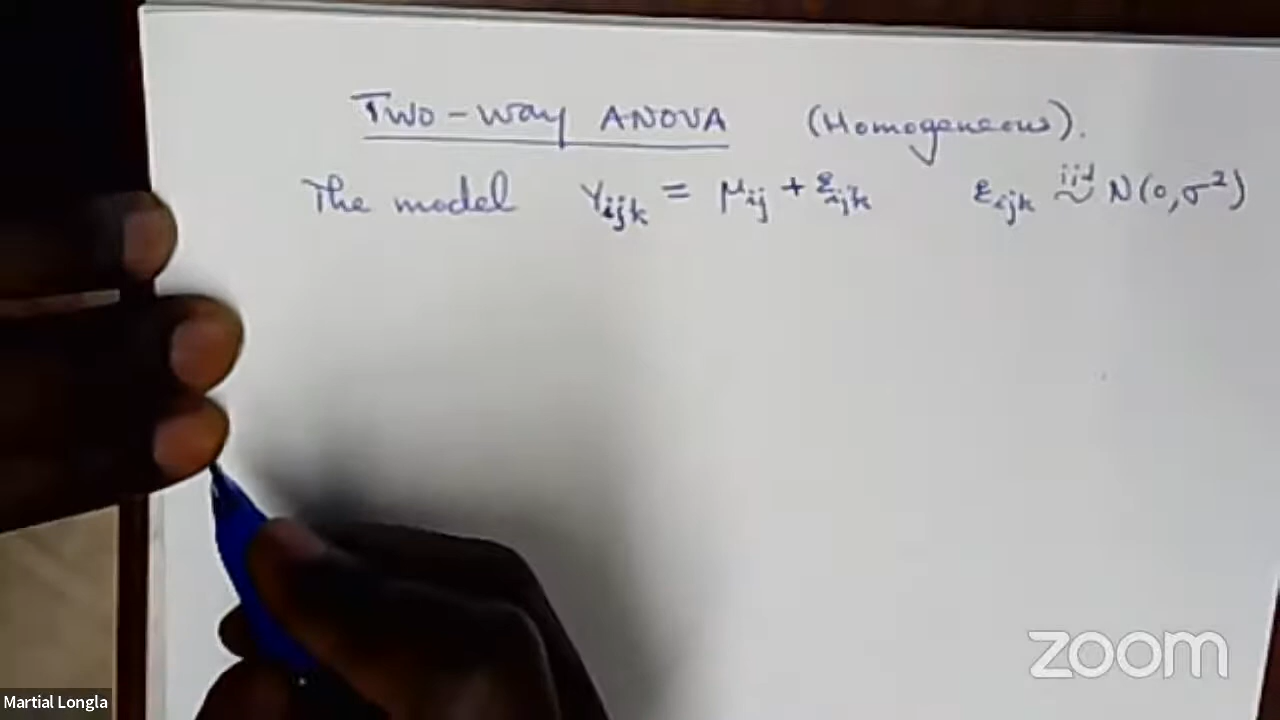 Two-way ANOVA (Homogeneous).
The model Yijk = μij + εijk εijk iid ~ N(0,σ²)
zoom
Martial Longla